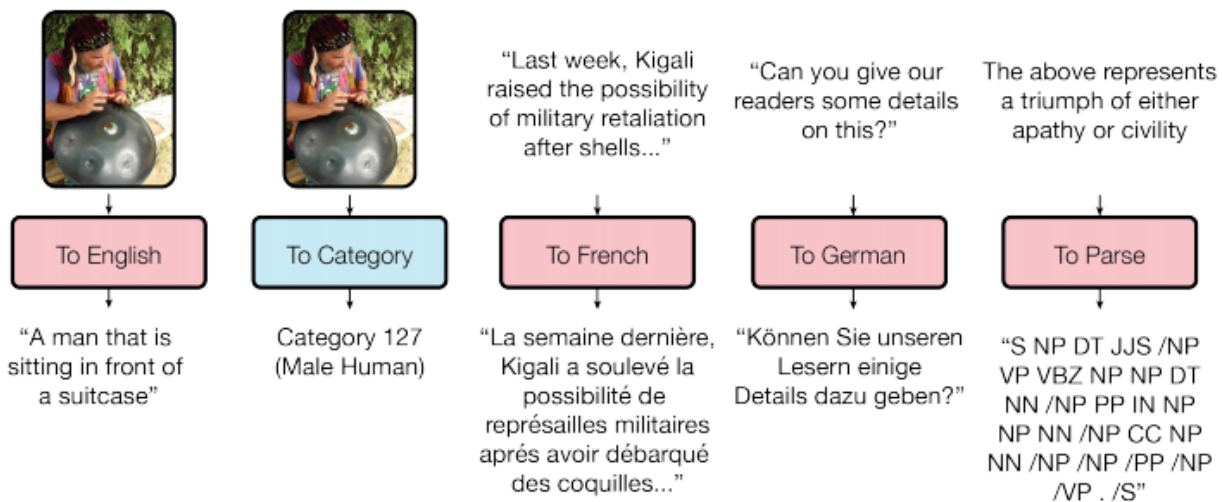 “Last week, Kigali
raised the possibility
of military retaliation
after shells...”
“Can you give our
readers some details
on this?”
The above represents
a triumph of either
apathy or civility
To English
To Category
To French
To German
To Parse
“A man that is
sitting in front of
a suitcase”
Category 127
(Male Human)
“La semaine dernière,
Kigali a soulevé la
possibilité de
représailles militaires
aprés avoir débarqué
des coquilles...”
“Können Sie unseren
Lesern einige
Details dazu geben?”
“S NP DT JJS /NP
VP VBZ NP NP DT
NN /NP PP IN NP
NP NN /NP CC NP
NN /NP /NP /PP /NP
/VP . /S”